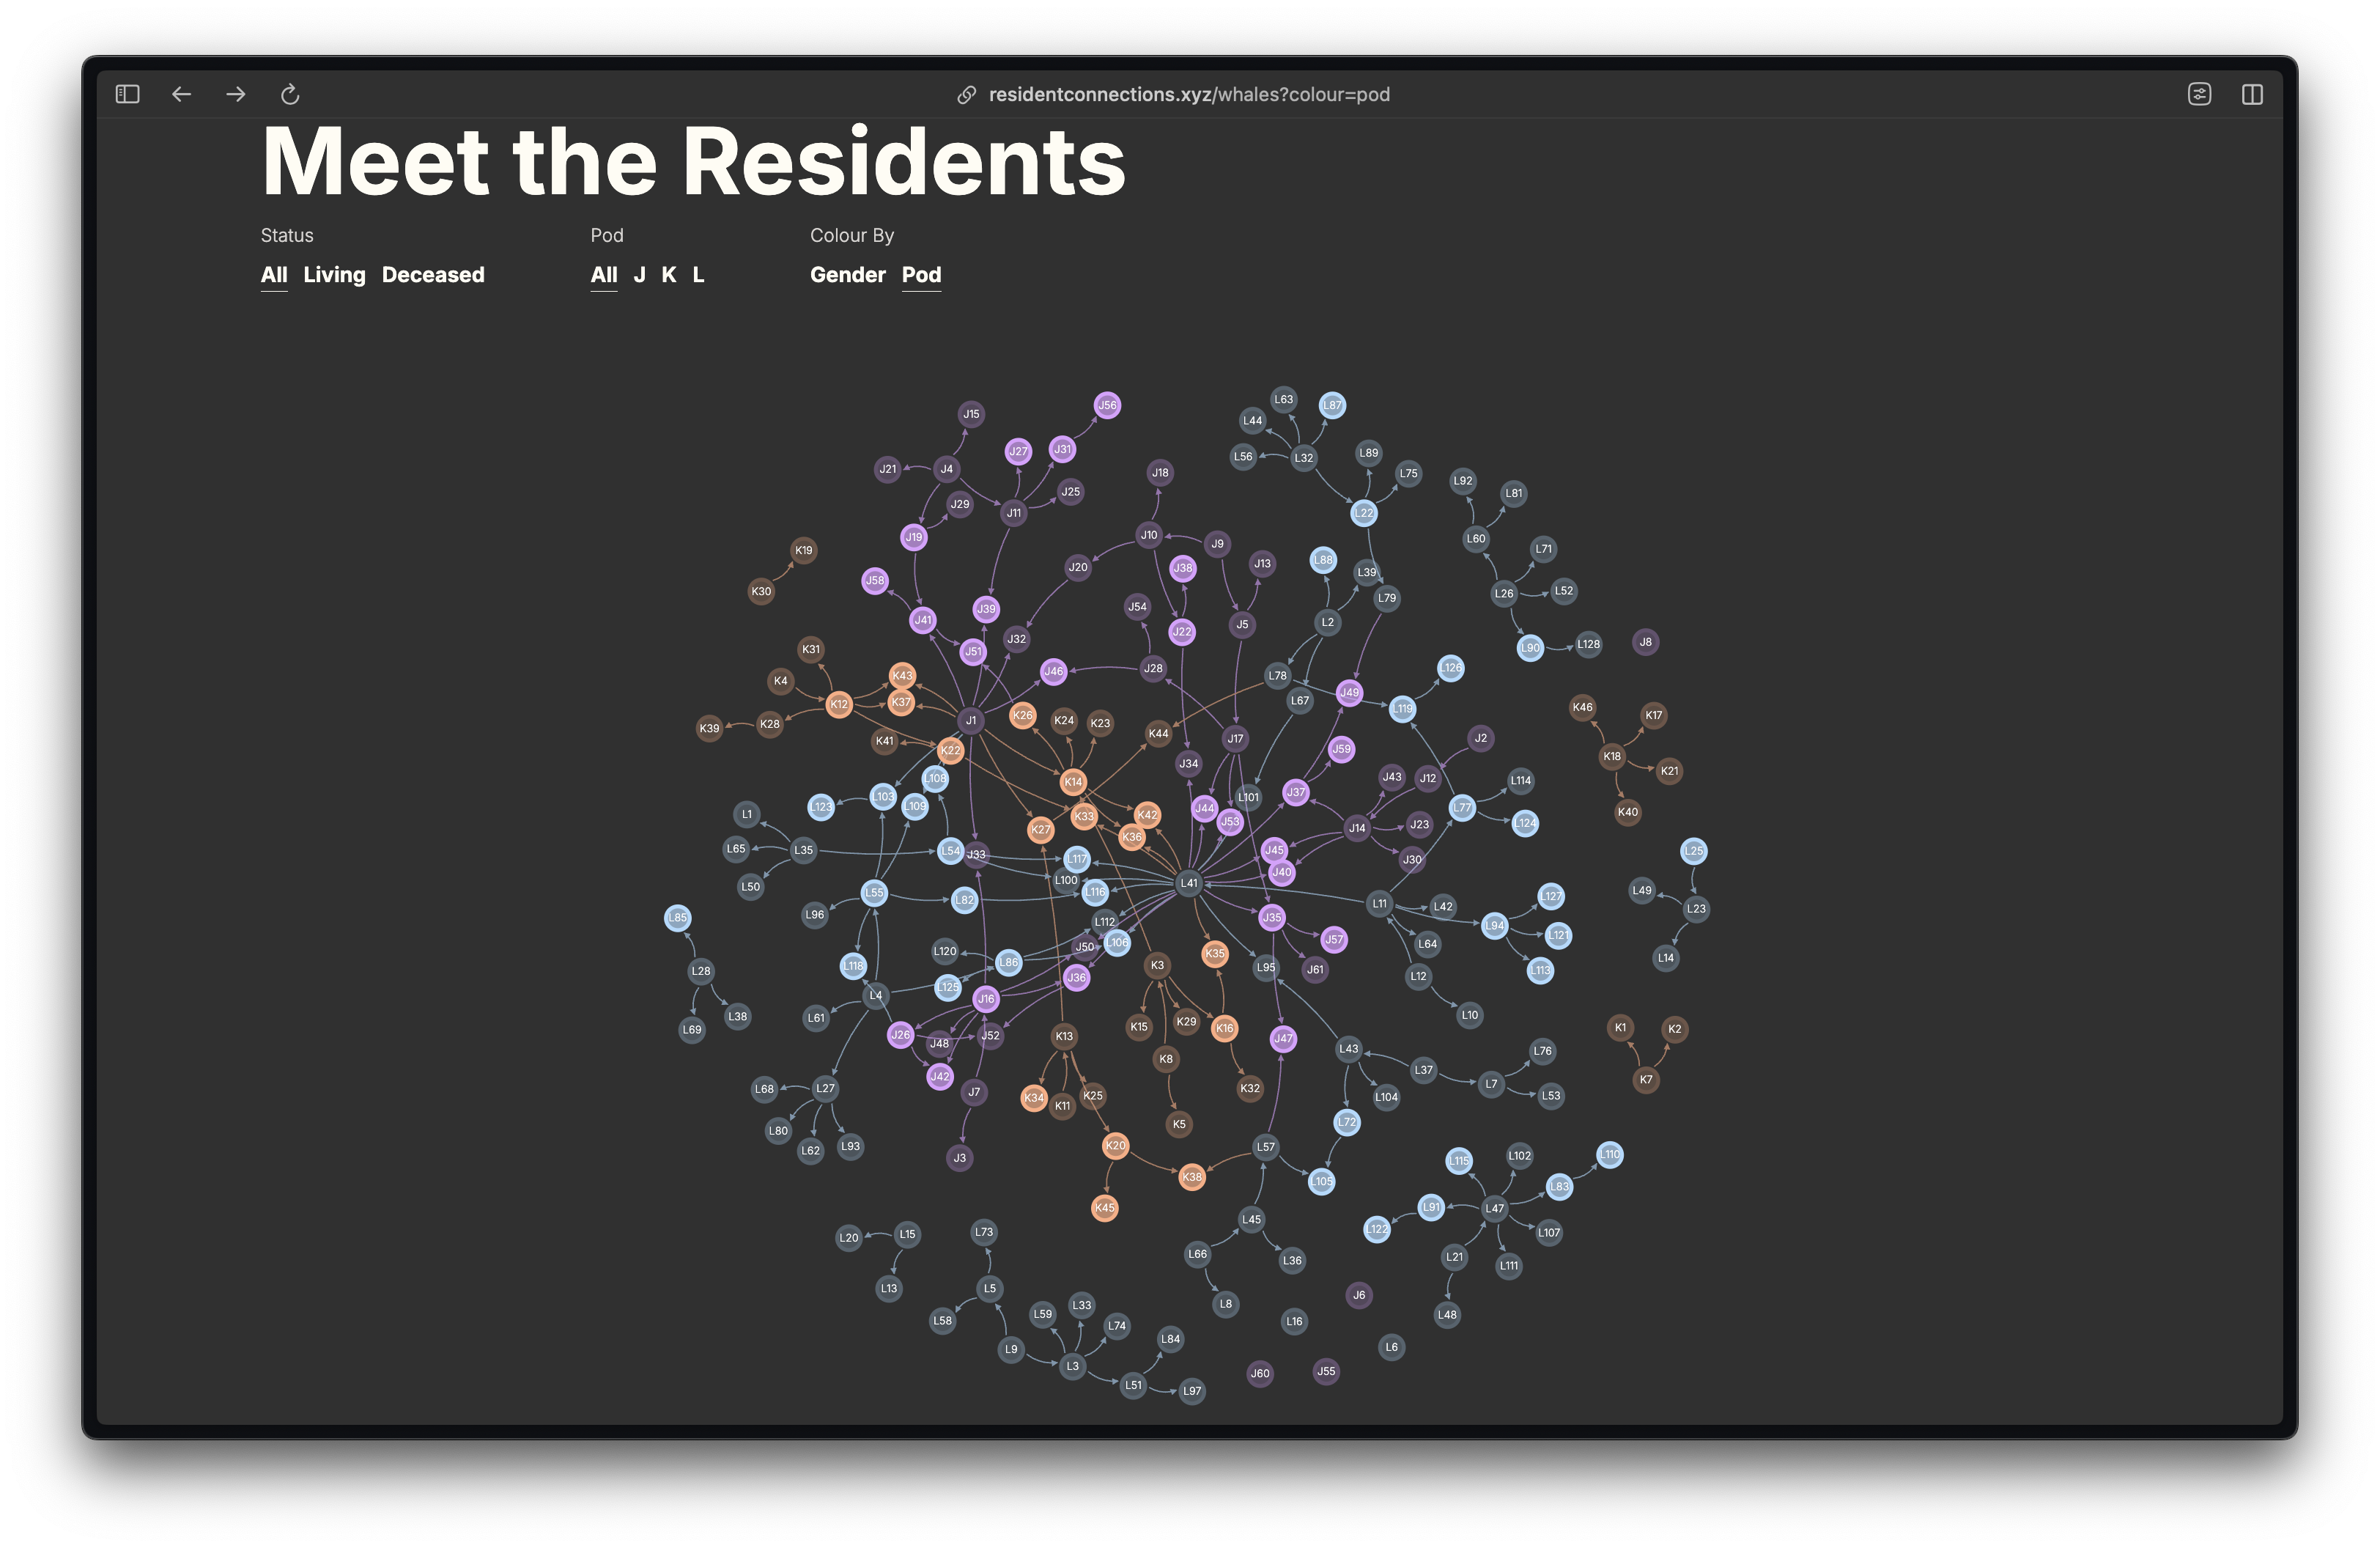 residentconnections.xyz/whales?colour=pod
Meet the Residents
Status Pod Colour By
All Living Deceased All J K L Gender Pod
J15 J56 L63 L87
L44
J21 J4 J27 J31 J18 L56 L32 L89 L75
J29 J11 J25 L22 L92 L81
J19 J10 J9 L60
K19 J20 J38 J13 L88 L39 L71
K30 J58 J39 J54 L79 L26 L52
J41 J32 J22 J5 L2
K31 J51 J28 L90 L128 J8
K4 K43 J46 L78 J49 L126
K12 K37 J1 K26 K24 K23 L67 L119 K46 K17
K39 K28 K41 K22 K44 J17 J59 J2 K18 K21
L108 K14 J34 J37 J43 J12 L114
L123 L103 L109 L101 L77
L1 K27 K33 K42 K36 J44 J53 J14 J23 L124 K40
L65 L35 L54 J33 L117 J45 J30 L25
L50 L55 L82 L100 L116 L41 J40 L127 L49
L85 L96 L112 J35 L11 L42 L94 L23
L120 J50 L106 K35 J57 L64 L121 L14
L28 L118 L86 K3 L95 J61 L12 L113
L125 J36
L69 L38 L61 L4 J16 L10
J26 J48 J52 K13 K15 K29 K16 J47 L43 K1 K2
J42 K8 L37 L76
L68 L27 J7 K34 K11 K25 K32 L104 L7 L53 K7
L80 K5 L72
L62 L93 J3 K20 K38 L57 L105 L115 L102 L110
K45 L91 L47 L83
L20 L15 L73 L45 L122 L107
L66 L36 L21 L111
L13 L5 L8 J6 L48
L58 L59 L33 L74 L84 L16
L9 L3 L51 L97 J60 J55 L6